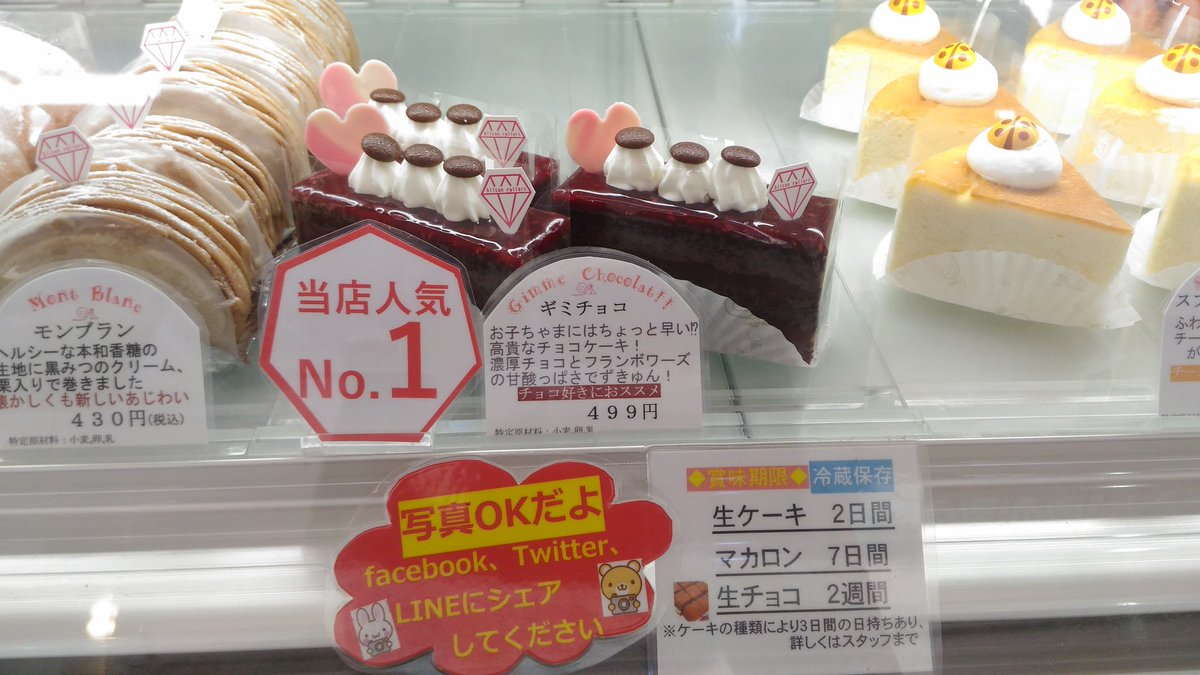 Mont Blanc
モンブラン
ヘルシーな本和香糖の
生地に黒みつのクリーム、
栗入りで巻きました
懐かしくも新しいあじわい
430円(税込)
特定原材料：小麦,卵,乳
当店人気
No.1
Gimme Chocolat!!
ギミチョコ
お子ちゃまにはちょっと早い!?
高貴なチョコケーキ！
濃厚チョコとフランボワーズ
の甘酸っぱさでずきゅん！
チョコ好きにおススメ
499円
特定原材料：小麦,卵,乳
ふわ
チー
が
写真OKだよ
facebook、Twitter、
LINEにシェア
してください
◆賞味期限◆ 冷蔵保存
生ケーキ 2日間
マカロン 7日間
生チョコ 2週間
※ケーキの種類により3日間の日持ちあり、
詳しくはスタッフまで